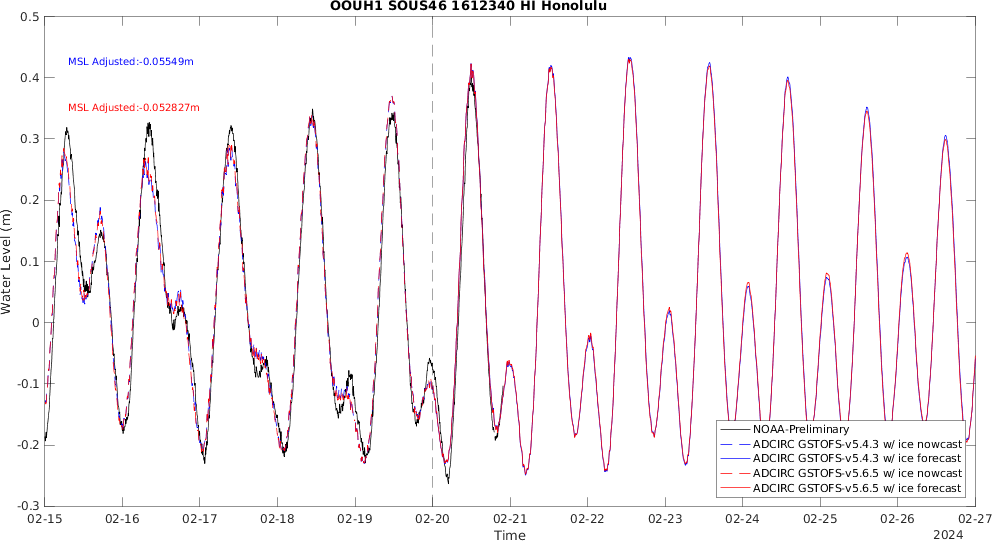 OOUH1 SOUS46 1612340 HI Honolulu
MSL Adjusted:-0.05549m
MSL Adjusted:-0.052827m
Water Level (m)
0.5
0.4
0.3
0.2
0.1
0
-0.1
-0.2
-0.3
NOAA-Preliminary
ADCIRC GSTOFS-v5.4.3 w/ ice nowcast
ADCIRC GSTOFS-v5.4.3 w/ ice forecast
ADCIRC GSTOFS-v5.6.5 w/ ice nowcast
ADCIRC GSTOFS-v5.6.5 w/ ice forecast
02-15 02-16 02-17 02-18 02-19 02-20 02-21 02-22 02-23 02-24 02-25 02-26 02-27
Time
2024